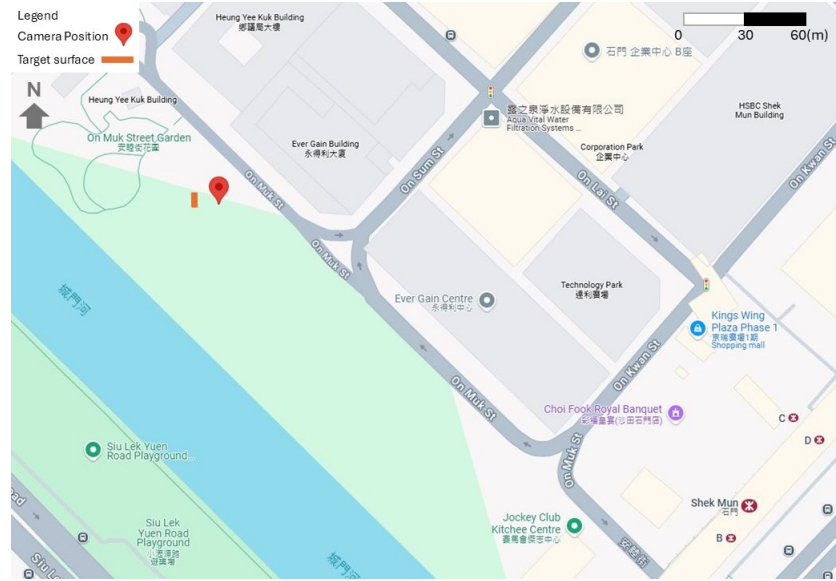 Legend
Camera Position
Target surface
N
0 30 60(m)
Heung Yee Kuk Building
鄉議局大樓
石門 企業中心 B座
Heung Yee Kuk Building
On Muk Street Garden
安睦街花園
Ever Gain Building
永得利大廈
露之泉淨水設備有限公司
Aqua Vital Water
Filtration Systems ...
Corporation Park
企業中心
HSBC Shek
Mun Building
On Muk St
On Sum St
On Lai St
On Kwan St
On Muk St
城門河
Ever Gain Centre
永得利中心
Technology Park
達利廣場
Kings Wing
Plaza Phase 1
京瑞廣場1期
Shopping mall
On Kwan St
On Muk St
Choi Fook Royal Banquet
彩福皇宴(沙田石門店)
C
D
Siu Lek Yuen
Road Playground...
On Muk St
Shek Mun
石門
Siu Lek
Yuen Road
Playground
小瀝源路
遊樂場
Jockey Club
Kitchee Centre
賽馬會傑志中心
B
安睦街
城門河
oad
Siu Le